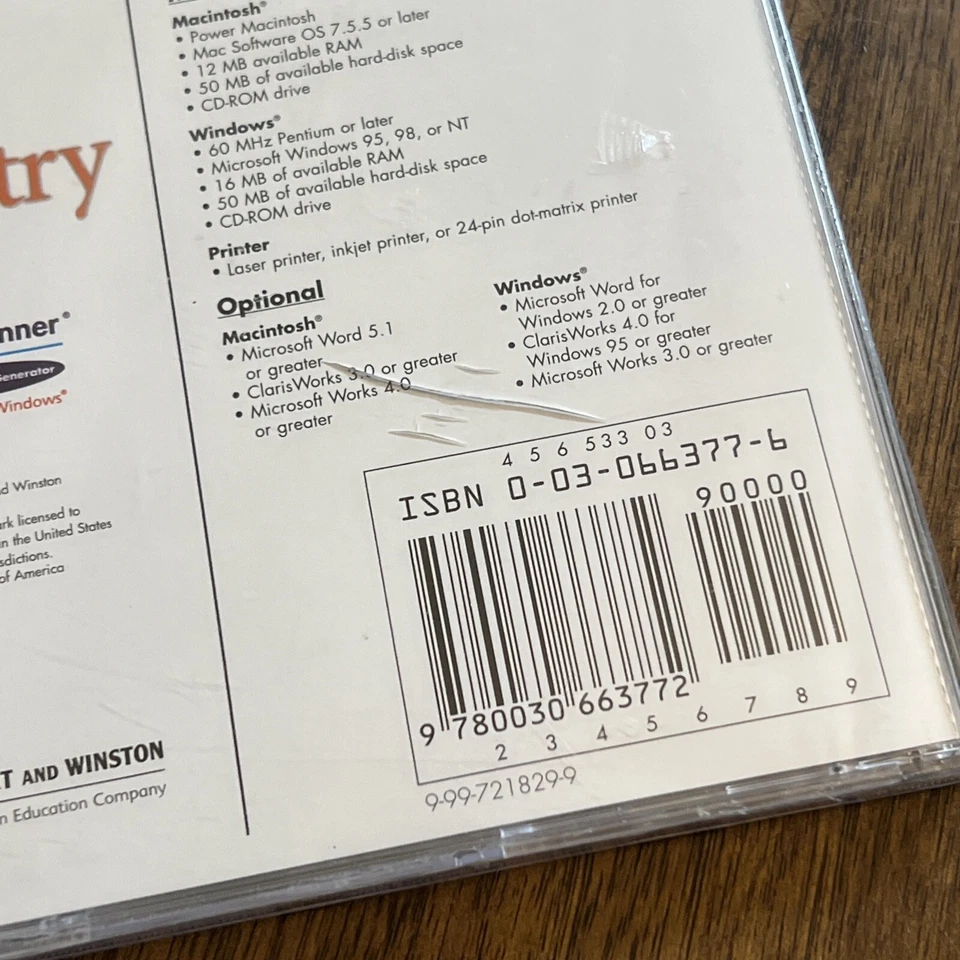 try
nner®
Generator
Windows®
d Winston
rk licensed to
n the United States
sdictions.
of America
T AND WINSTON
n Education Company
Macintosh®
• Power Macintosh
• Mac Software OS 7.5.5 or later
• 12 MB available RAM
• 50 MB of available hard-disk space
• CD-ROM drive
Windows®
• 60 MHz Pentium or later
• Microsoft Windows 95, 98, or NT
• 16 MB of available RAM
• 50 MB of available hard-disk space
• CD-ROM drive
Printer
• Laser printer, inkjet printer, or 24-pin dot-matrix printer
Optional
Macintosh®
• Microsoft Word 5.1
or greater
• ClarisWorks 3.0 or greater
• Microsoft Works 4.0
or greater
Windows®
• Microsoft Word for
Windows 2.0 or greater
• ClarisWorks 4.0 for
Windows 95 or greater
• Microsoft Works 3.0 or greater
4 5 6 533 03
ISBN 0-03-066377-6
90000
9 780030 663772
2 3 4 5 6 7 8 9
9-99-721829-9